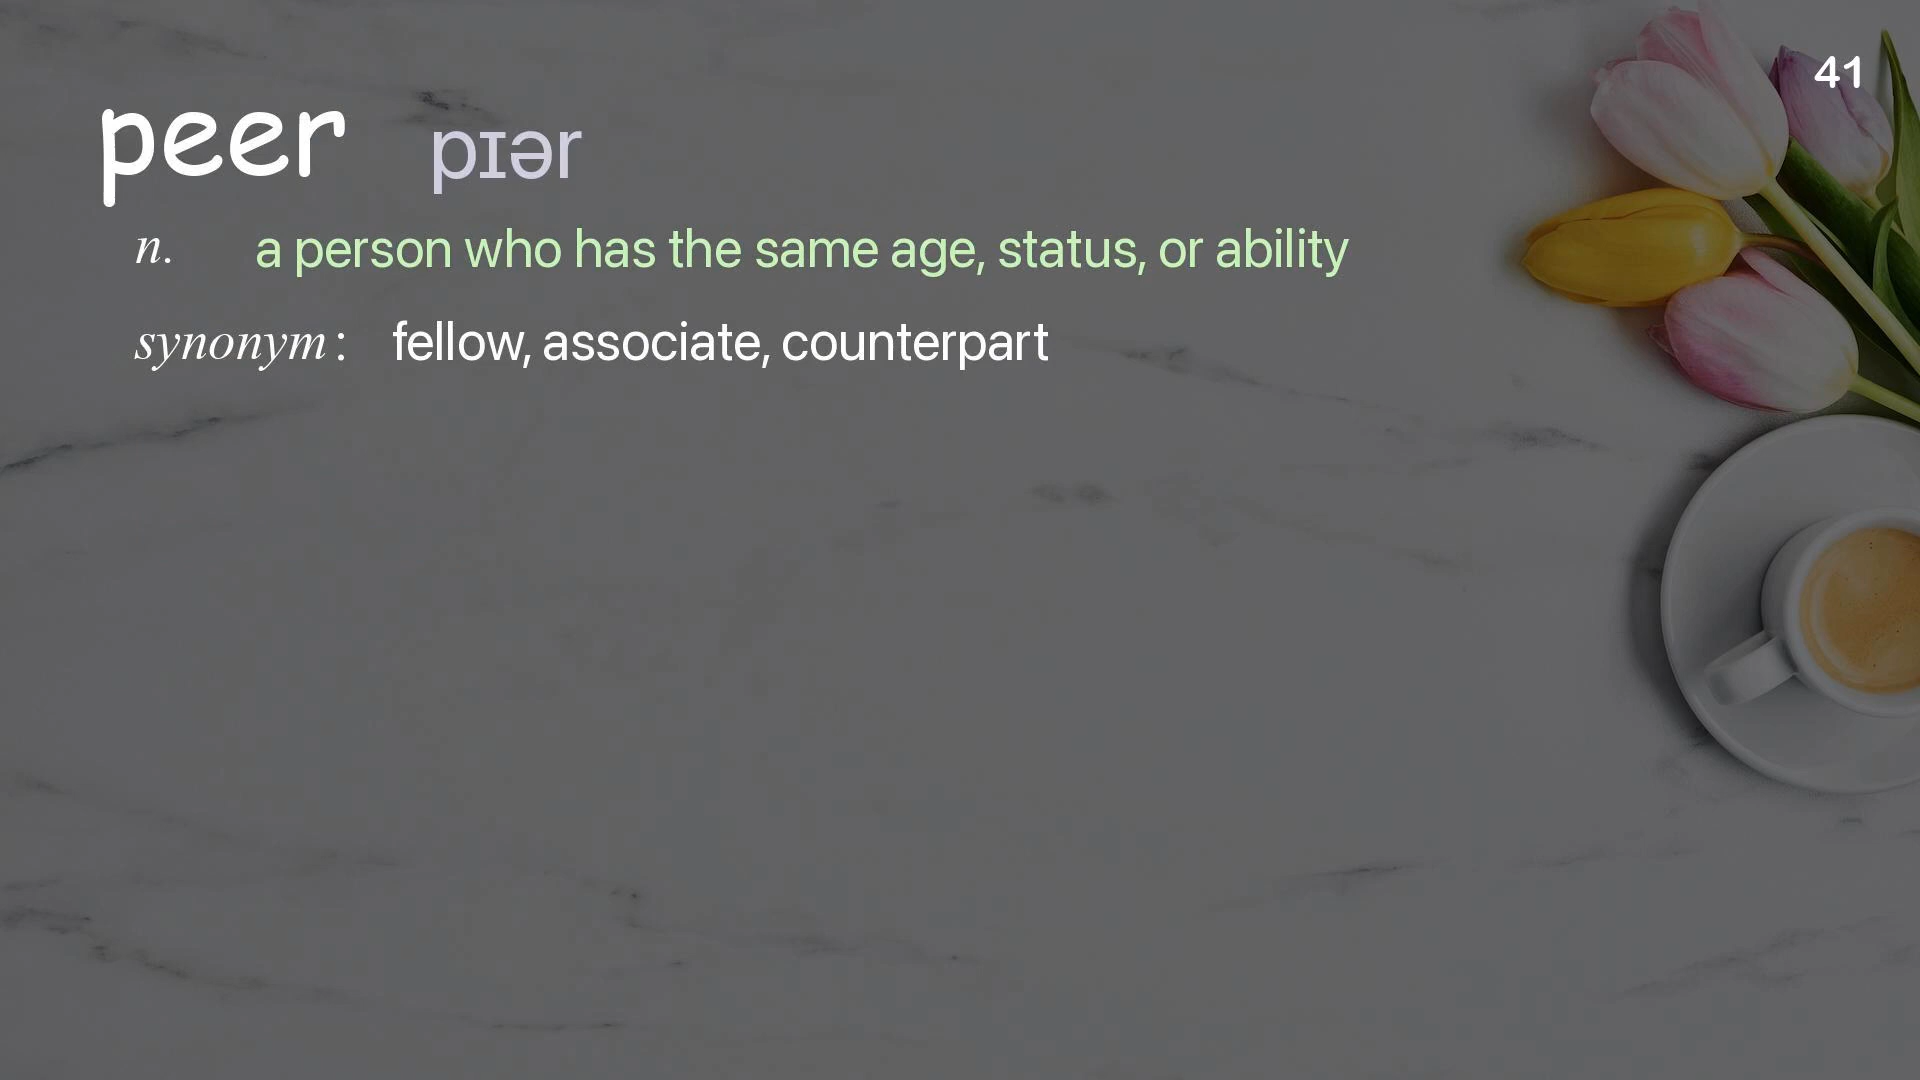 41
peer pɪər
n. a person who has the same age, status, or ability
synonym : fellow, associate, counterpart